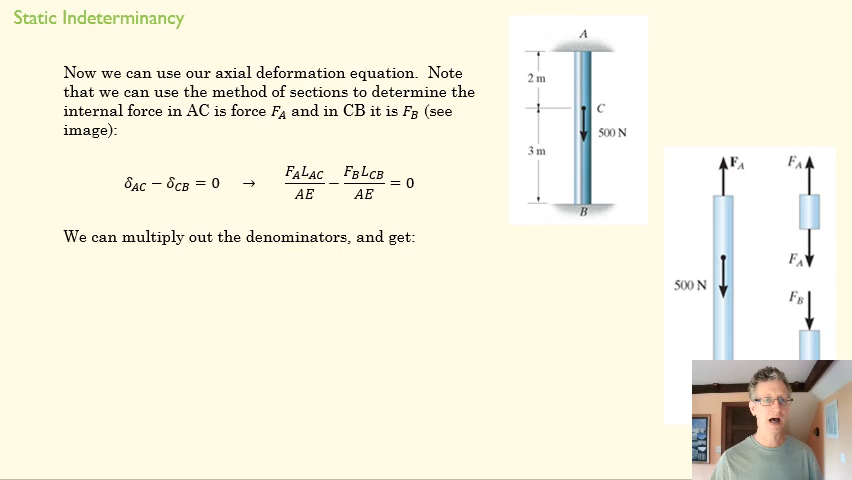 Static Indeterminancy
Now we can use our axial deformation equation. Note
that we can use the method of sections to determine the
internal force in AC is force F_A and in CB it is F_B (see
image):
δ_AC − δ_CB = 0 → F_A L_AC / AE − F_B L_CB / AE = 0
We can multiply out the denominators, and get:
A
2 m
C
500 N
3 m
B
F_A
F_A
500 N
F_A
F_B